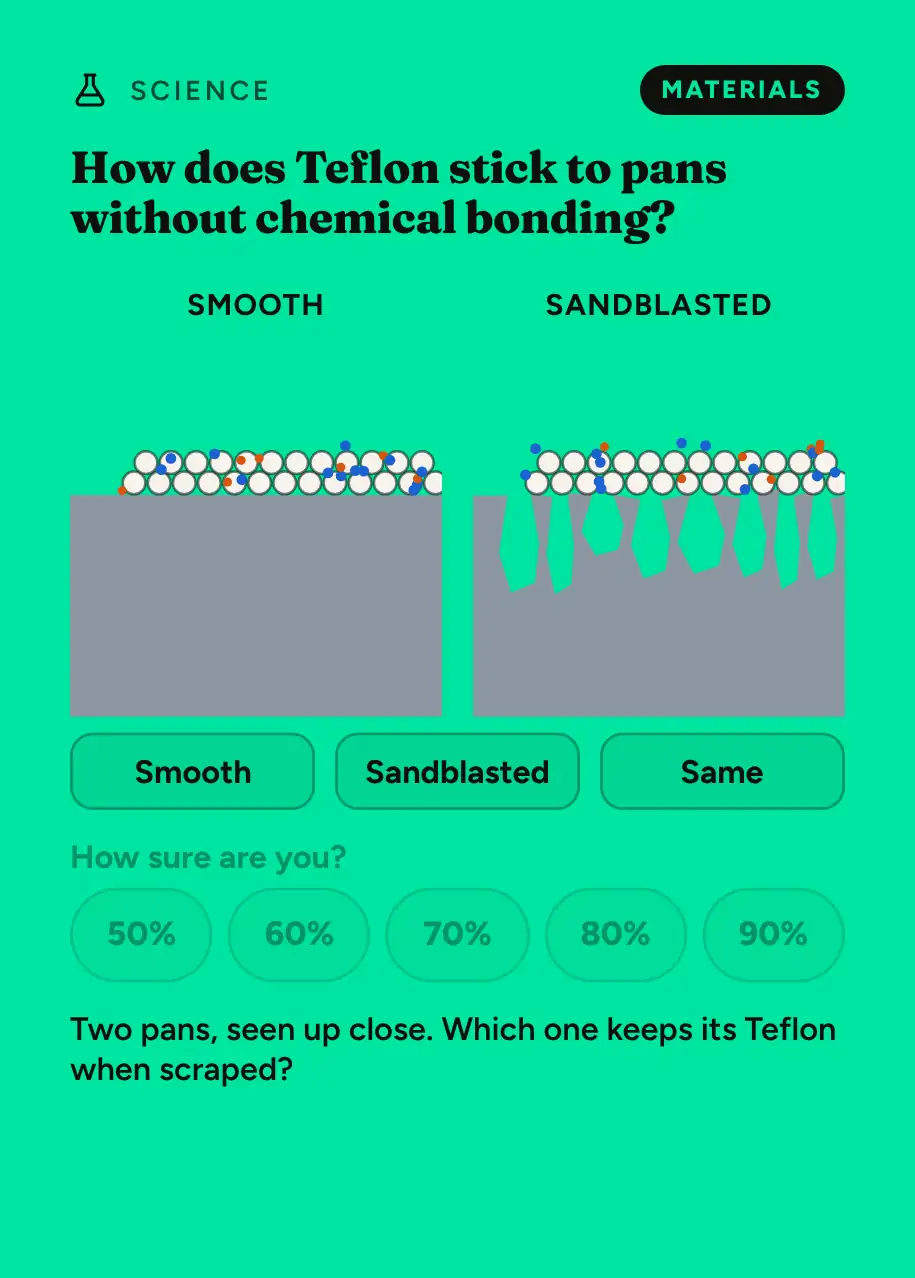 SCIENCE
MATERIALS
How does Teflon stick to pans
without chemical bonding?
SMOOTH
SANDBLASTED
Smooth
Sandblasted
Same
How sure are you?
50%
60%
70%
80%
90%
Two pans, seen up close. Which one keeps its Teflon
when scraped?